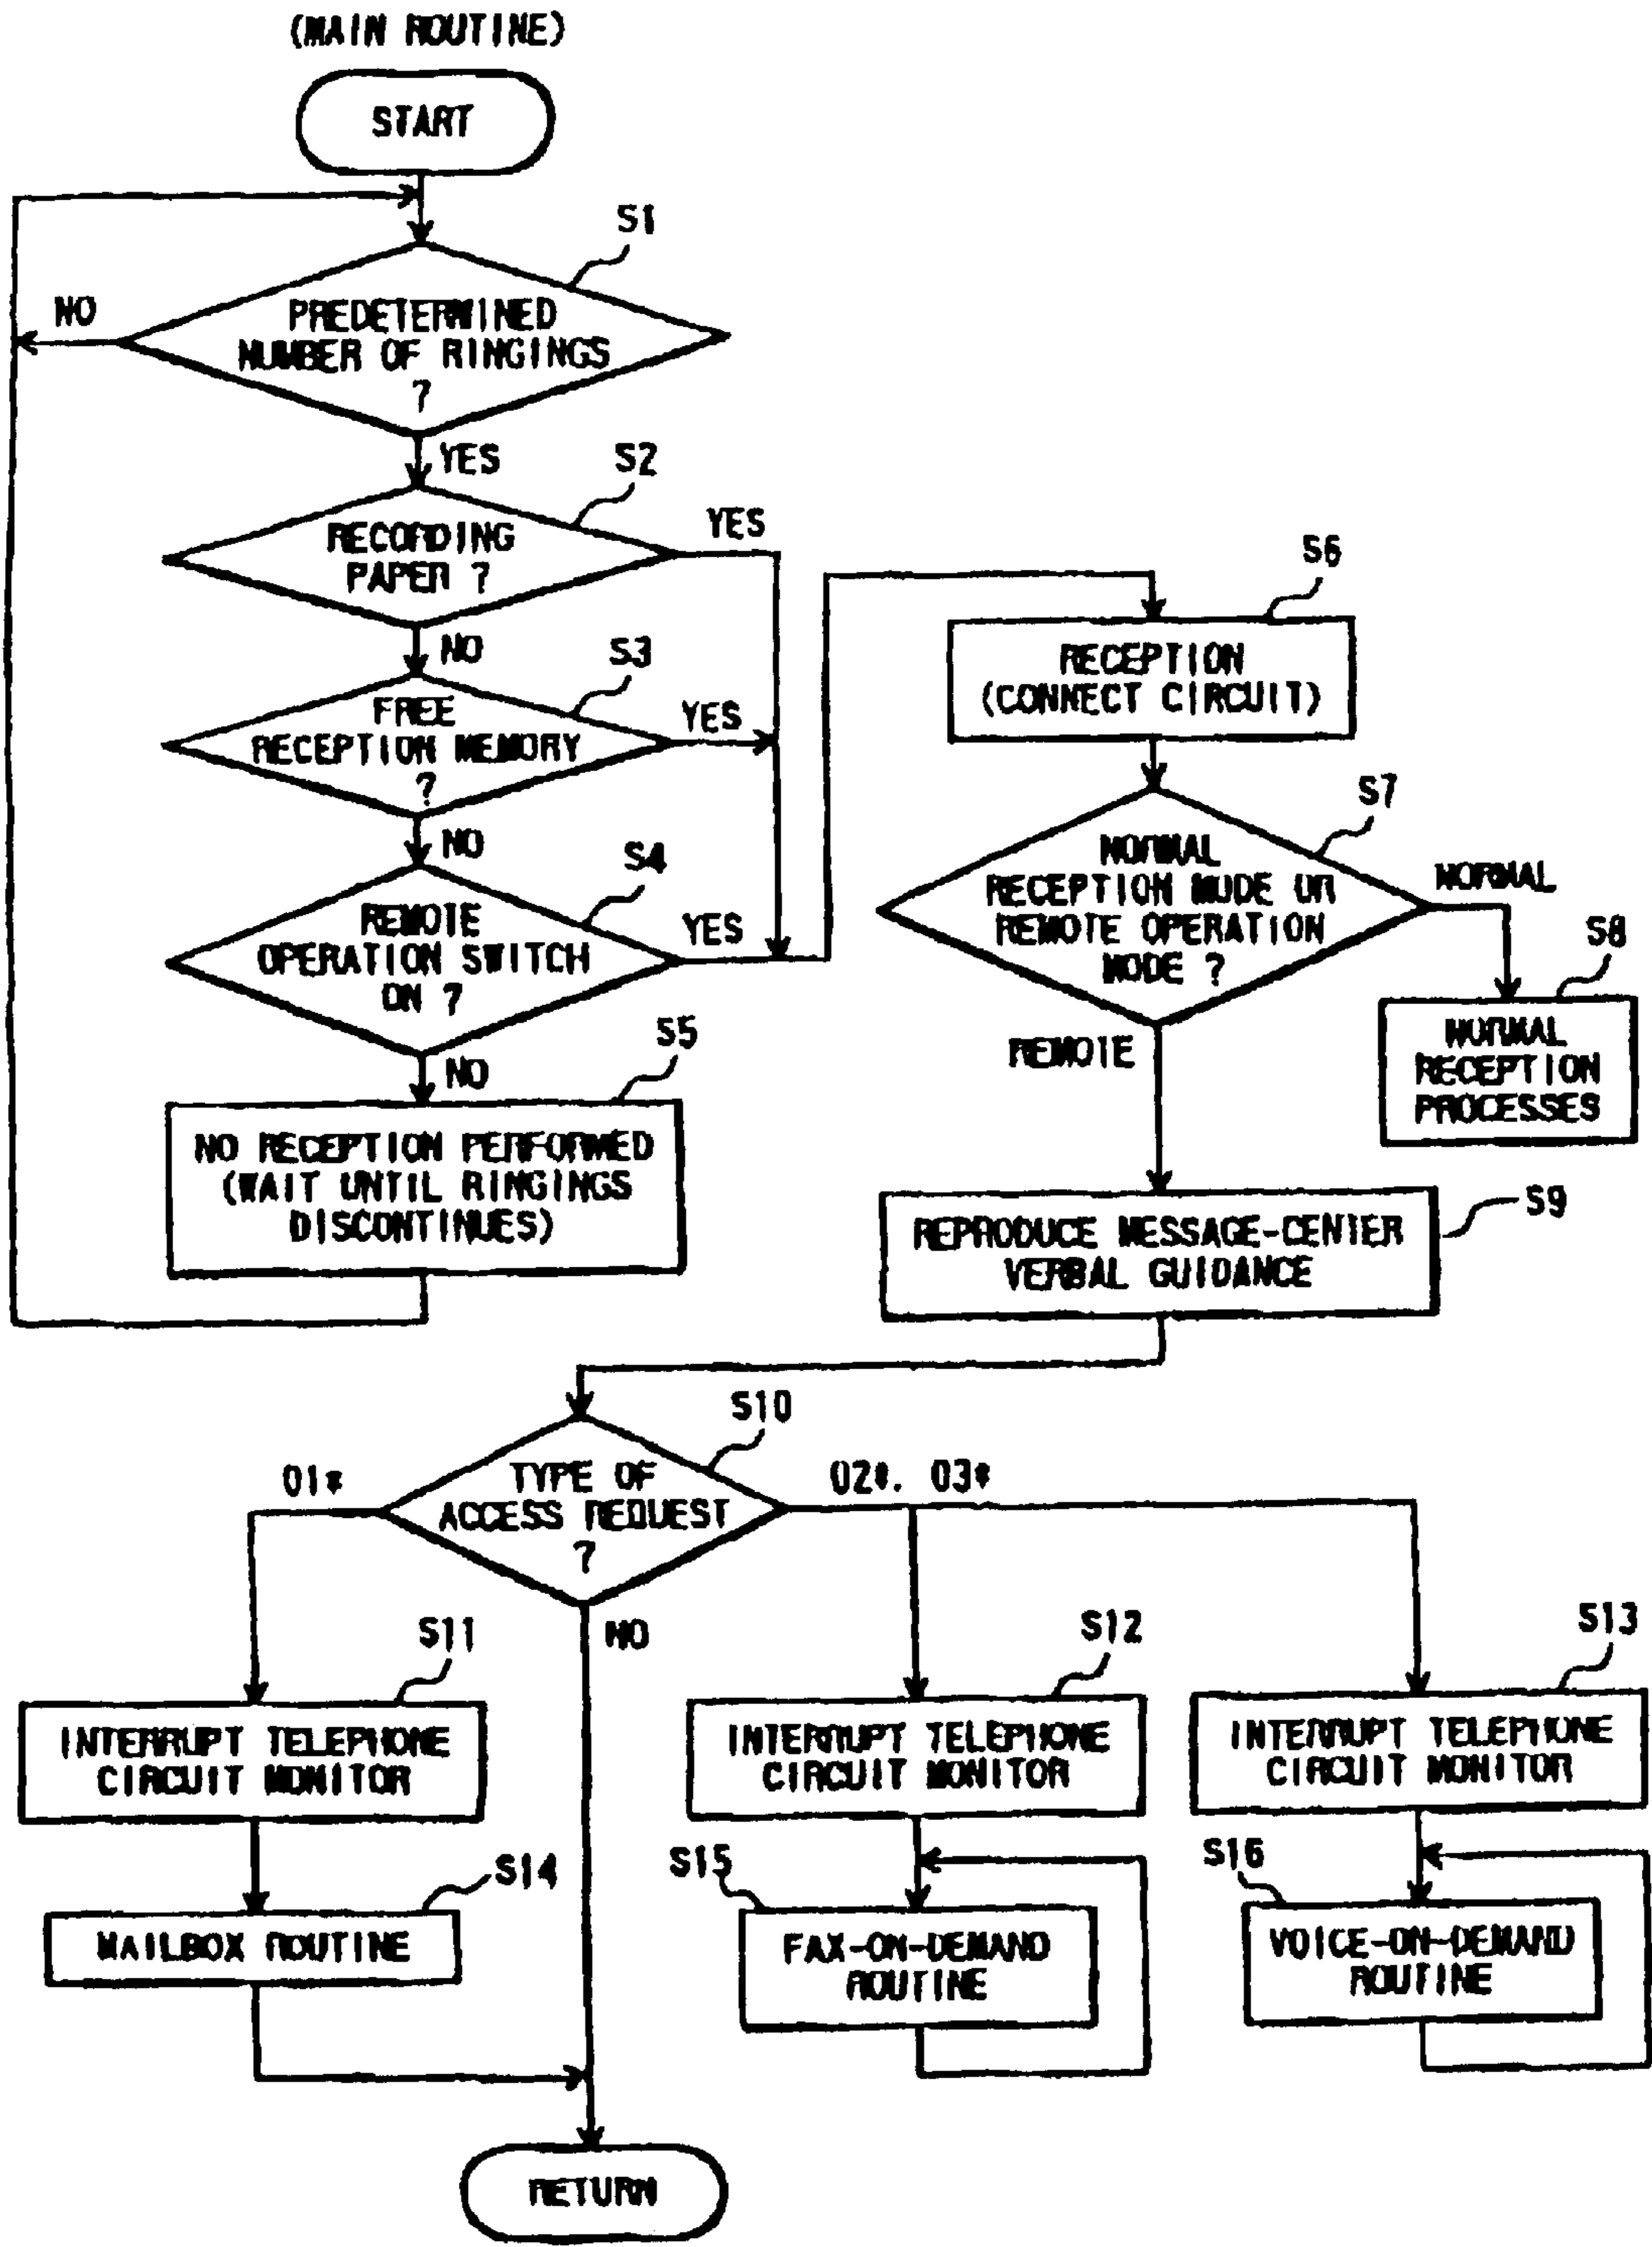 (MAIN ROUTINE)
START
S1
NO
PREDETERMINED
NUMBER OF RINGINGS
?
YES
S2
RECORDING
PAPER ?
YES
NO
S3
FREE
RECEPTION MEMORY
?
YES
NO
S4
REMOTE
OPERATION SWITCH
ON ?
YES
NO
S5
NO RECEPTION PERFORMED
(WAIT UNTIL RINGINGS
DISCONTINUES)
S6
RECEPTION
(CONNECT CIRCUIT)
S7
NORMAL
RECEPTION MODE OR
REMOTE OPERATION
MODE ?
NORMAL
S8
NORMAL
RECEPTION
PROCESSES
REMOTE
S9
REPRODUCE MESSAGE-CENTER
VERBAL GUIDANCE
S10
TYPE OF
ACCESS REQUEST
?
01*
02*. 03*
NO
S11
INTERRUPT TELEPHONE
CIRCUIT MONITOR
S12
INTERRUPT TELEPHONE
CIRCUIT MONITOR
S13
INTERRUPT TELEPHONE
CIRCUIT MONITOR
S14
MAILBOX ROUTINE
S15
FAX-ON-DEMAND
ROUTINE
S16
VOICE-ON-DEMAND
ROUTINE
RETURN